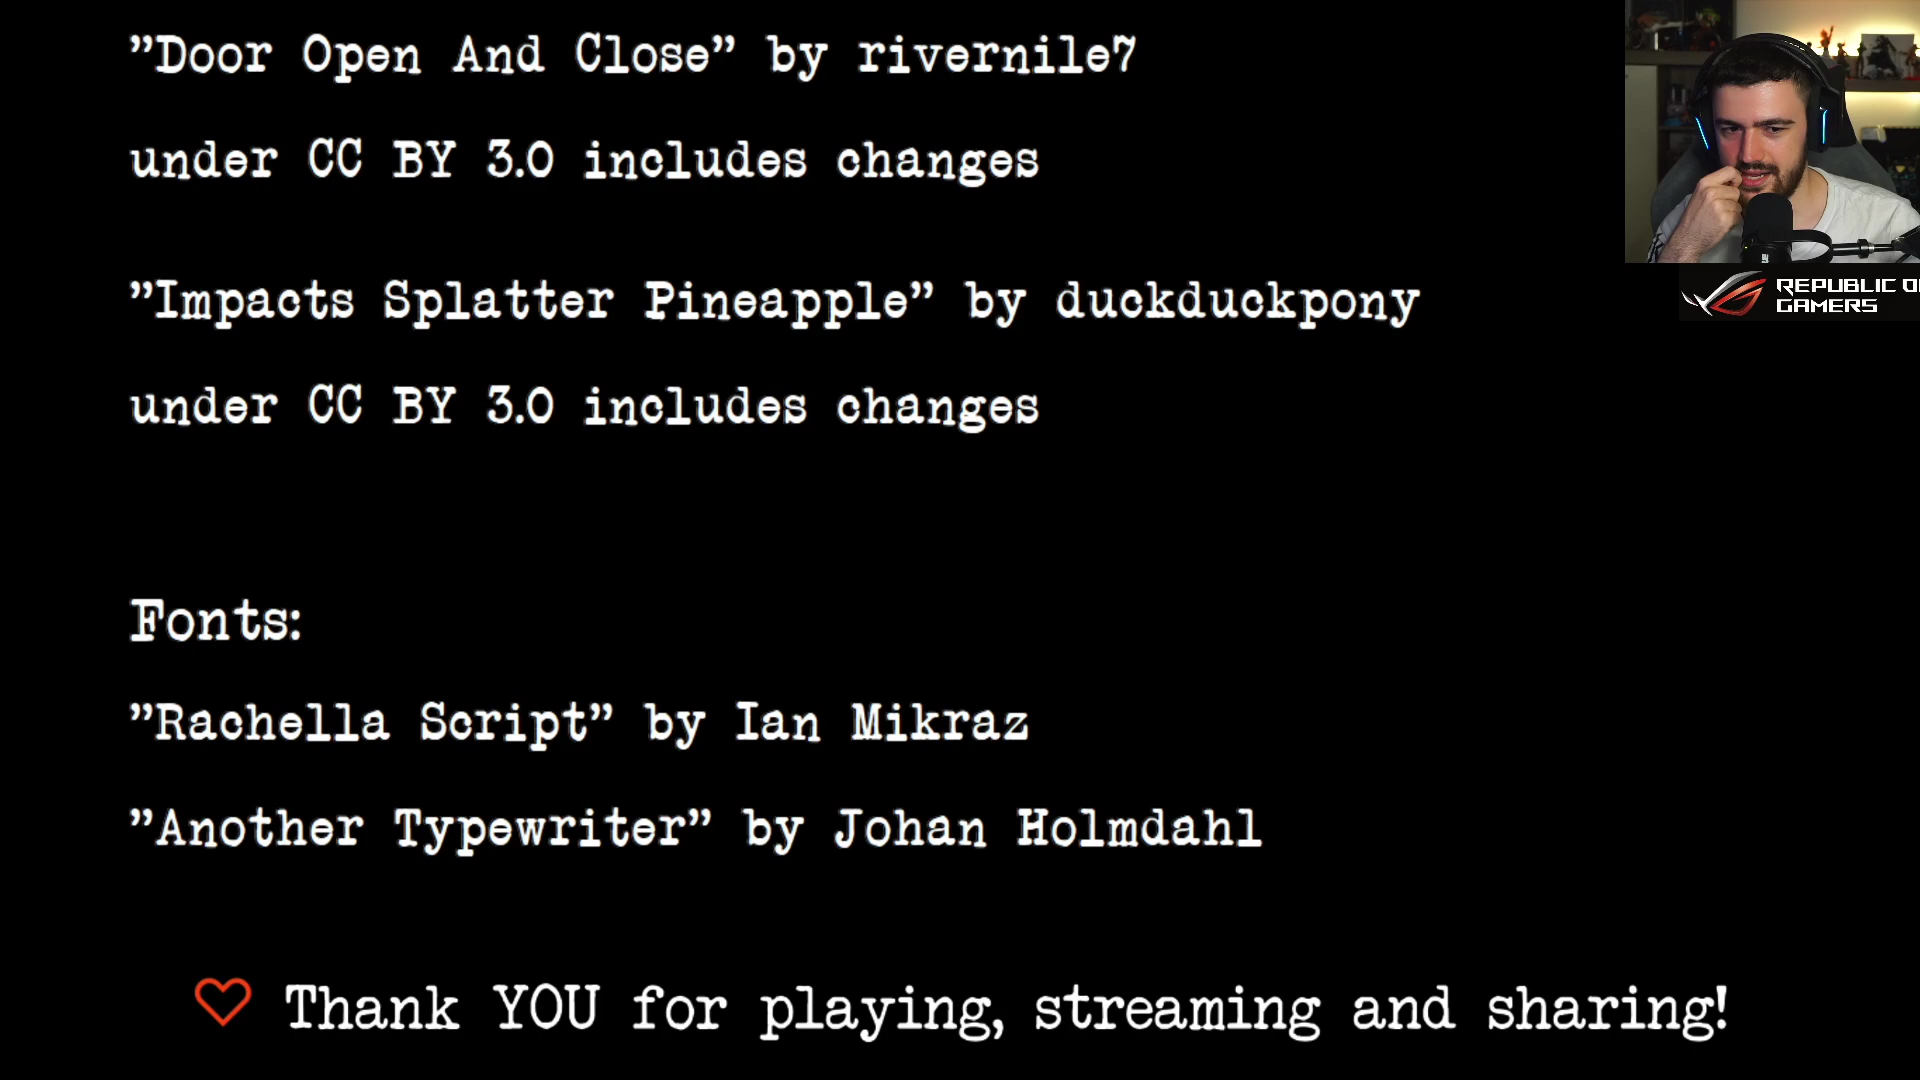 ”Door Open And Close” by rivernile7
under CC BY 3.0 includes changes
”Impacts Splatter Pineapple” by duckduckpony
under CC BY 3.0 includes changes
Fonts:
”Rachella Script” by Ian Mikraz
”Another Typewriter” by Johan Holmdahl
Thank YOU for playing, streaming and sharing!
REPUBLIC OF
GAMERS